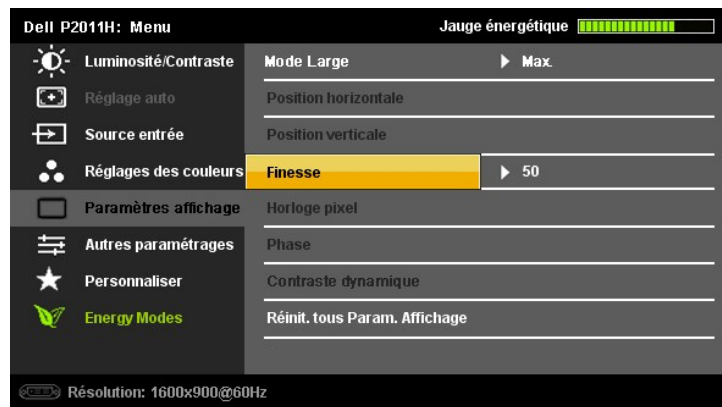 Dell P2011H: Menu Jauge énergétique
Luminosité/Contraste Mode Large Max.
Réglage auto Position horizontale
Source entrée Position verticale
Réglages des couleurs Finesse 50
Paramètres affichage Horloge pixel
Autres paramétrages Phase
Personnaliser Contraste dynamique
Energy Modes Réinit. tous Param. Affichage
Résolution: 1600x900@60Hz